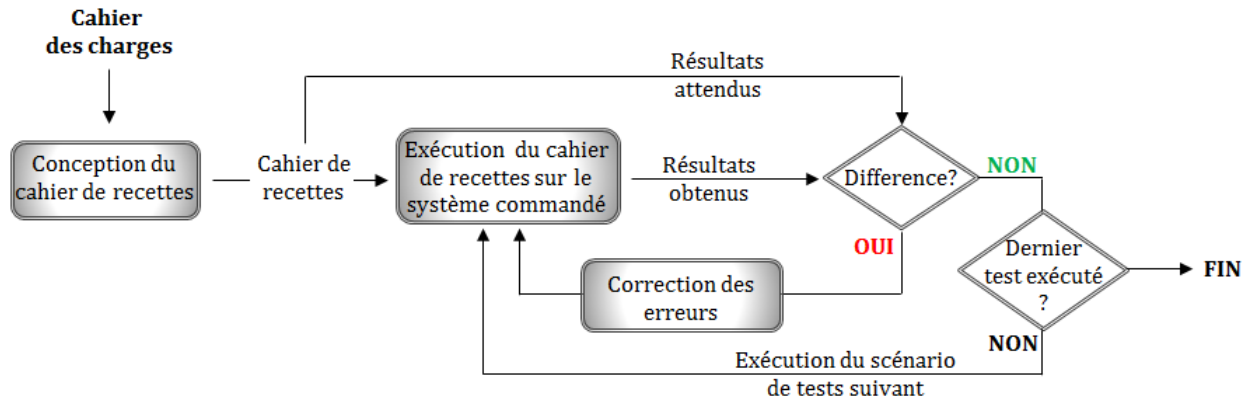 Cahier
des charges
Résultats
attendus
Conception du
cahier de recettes
Cahier de
recettes
Exécution du cahier
de recettes sur le
système commandé
Résultats
obtenus
Difference?
NON
OUI
Correction des
erreurs
Dernier
test exécuté
?
FIN
NON
Exécution du scénario
de tests suivant